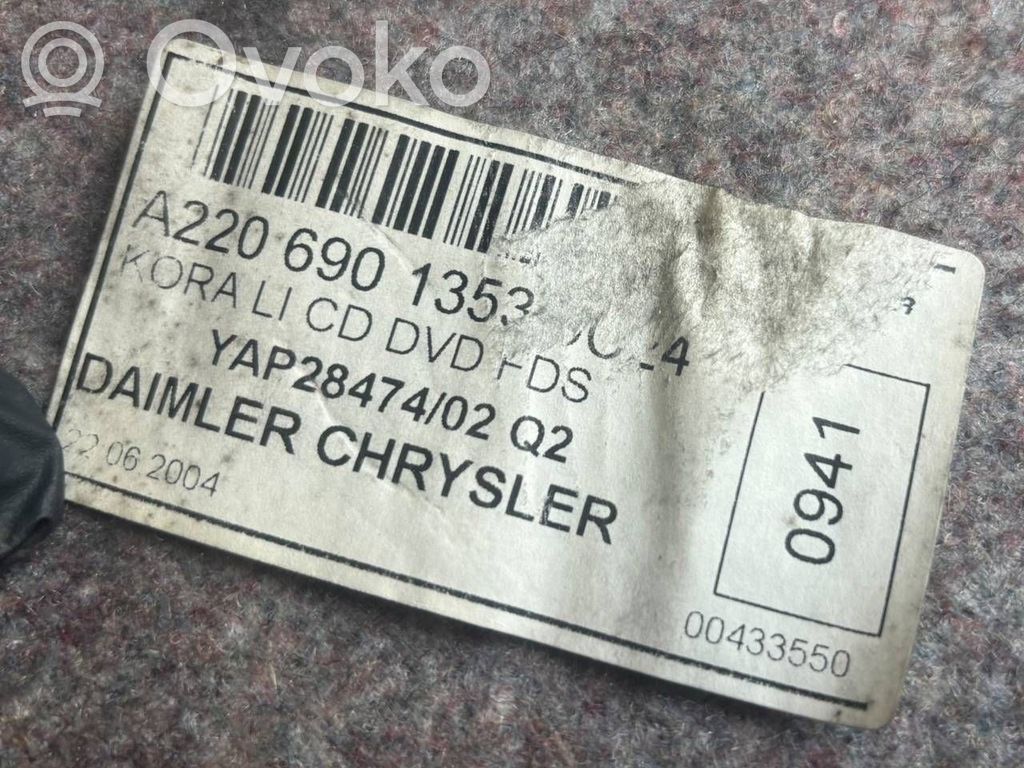 Ovoko
A220 690 1353
KORA LI CD DVD FDS
YAP28474/02 Q2
DAIMLER CHRYSLER
22 06 2004
0941
00433550